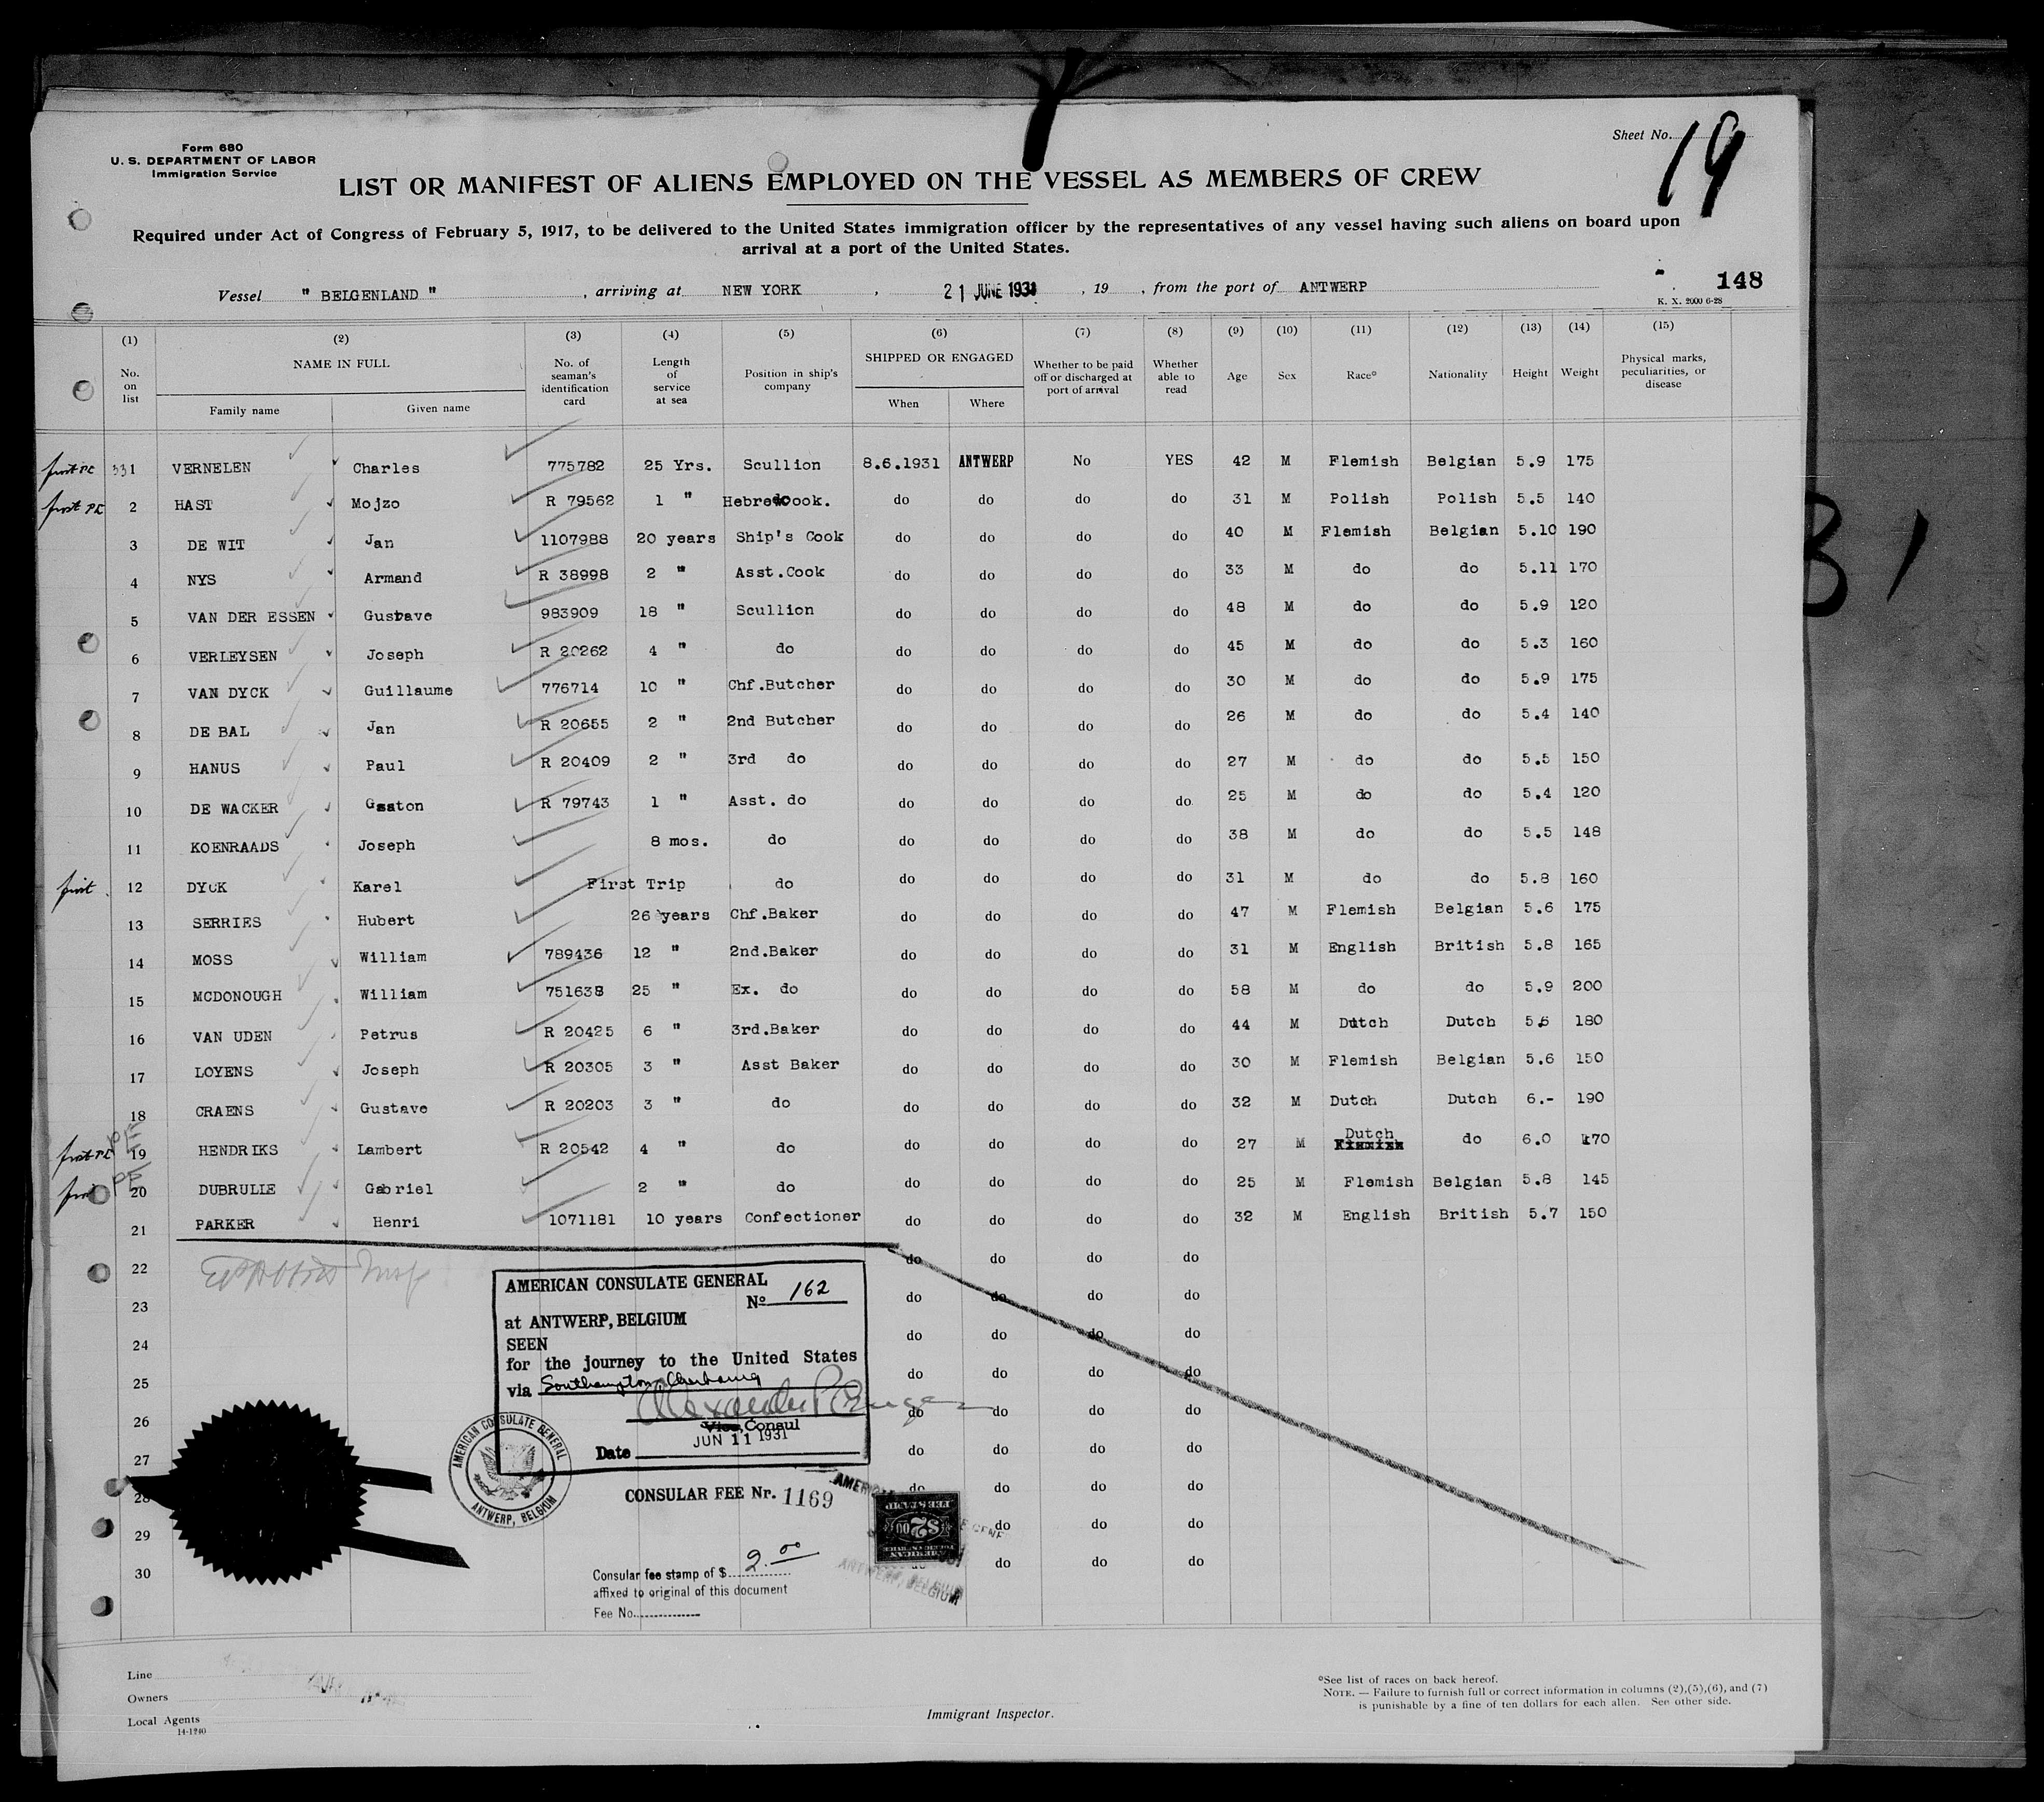 Form 680
U. S. DEPARTMENT OF LABOR
Immigration Service
Sheet No. 19
LIST OR MANIFEST OF ALIENS EMPLOYED ON THE VESSEL AS MEMBERS OF CREW
Required under Act of Congress of February 5, 1917, to be delivered to the United States immigration officer by the representatives of any vessel having such aliens on board upon
arrival at a port of the United States.
Vessel " BELGENLAND " , arriving at NEW YORK , 21 JUNE 1931 , 19 , from the port of ANTWERP
148
K. X. 2000 6-28
(1) (2) (3) (4) (5) (6) (7) (8) (9) (10) (11) (12) (13) (14) (15)
No. on list NAME IN FULL Family name Given name No. of seaman's identification card Length of service at sea Position in ship's company SHIPPED OR ENGAGED When Where Whether to be paid off or discharged at port of arrival Whether able to read Age Sex Race* Nationality Height Weight Physical marks, peculiarities, or disease
first PE 331 VERNELEN Charles 775782 25 Yrs. Scullion 8.6.1931 ANTWERP No YES 42 M Flemish Belgian 5.9 175
first PE 2 HAST Mojzo R 79562 1 " Hebrew Cook. do do do do 31 M Polish Polish 5.5 140
3 DE WIT Jan 1107988 20 years Ship's Cook do do do do 40 M Flemish Belgian 5.10 190
4 NYS Armand R 38998 2 " Asst.Cook do do do do 33 M do do 5.11 170
5 VAN DER ESSEN Gustave 983909 18 " Scullion do do do do 48 M do do 5.9 120
6 VERLEYSEN Joseph R 20262 4 " do do do do do 45 M do do 5.3 160
7 VAN DYCK Guillaume 776714 10 " Chf.Butcher do do do do 30 M do do 5.9 175
8 DE BAL Jan R 20655 2 " 2nd Butcher do do do do 26 M do do 5.4 140
9 HANUS Paul R 20409 2 " 3rd do do do do do 27 M do do 5.5 150
10 DE WACKER Gaston R 79743 1 " Asst. do do do do do 25 M do do 5.4 120
11 KOENRAADS Joseph 8 mos. do do do do do 38 M do do 5.5 148
first 12 DYCK Karel First Trip do do do do do 31 M do do 5.8 160
13 SERRIES Hubert 26 years Chf.Baker do do do do 47 M Flemish Belgian 5.6 175
14 MOSS William 789436 12 " 2nd.Baker do do do do 31 M English British 5.8 165
15 MCDONOUGH William 751638 25 " Ex. do do do do do 58 M do do 5.9 200
16 VAN UDEN Petrus R 20425 6 " 3rd.Baker do do do do 44 M Dutch Dutch 5.5 180
17 LOYENS Joseph R 20305 3 " Asst Baker do do do do 30 M Flemish Belgian 5.6 150
18 CRAENS Gustave R 20203 3 " do do do do do 32 M Dutch Dutch 6.- 190
first PE PE 19 HENDRIKS Lambert R 20542 4 " do do do do do 27 M Dutch do 6.0 170
first PE 20 DUBRULLE Gabriel 2 " do do do do do 25 M Flemish Belgian 5.8 145
21 PARKER Henri 1071181 10 years Confectioner do do do do 32 M English British 5.7 150
22 do do do do
23 do do do do
24 do do do do
25 do do do do
26 do do do do
27 do do do do
28 do do do do
29 do do do
30 do do do do
AMERICAN CONSULATE GENERAL
No 162
at ANTWERP, BELGIUM
SEEN
for the journey to the United States
via Southampton, Cherbourg
Vice Consul
Date JUN 11 1931
AMERICAN CONSULATE GENERAL ANTWERP, BELGIUM
CONSULAR FEE Nr. 1169
FEE STAMP
$2.00
AMERICAN
ANTWERP, BELGIUM
Consular fee stamp of $ 2.00
affixed to original of this document
Fee No.
Line
Owners
Local Agents
14-1240
Immigrant Inspector.
*See list of races on back hereof.
NOTE. — Failure to furnish full or correct information in columns (2),(5),(6), and (7)
is punishable by a fine of ten dollars for each alien. See other side.